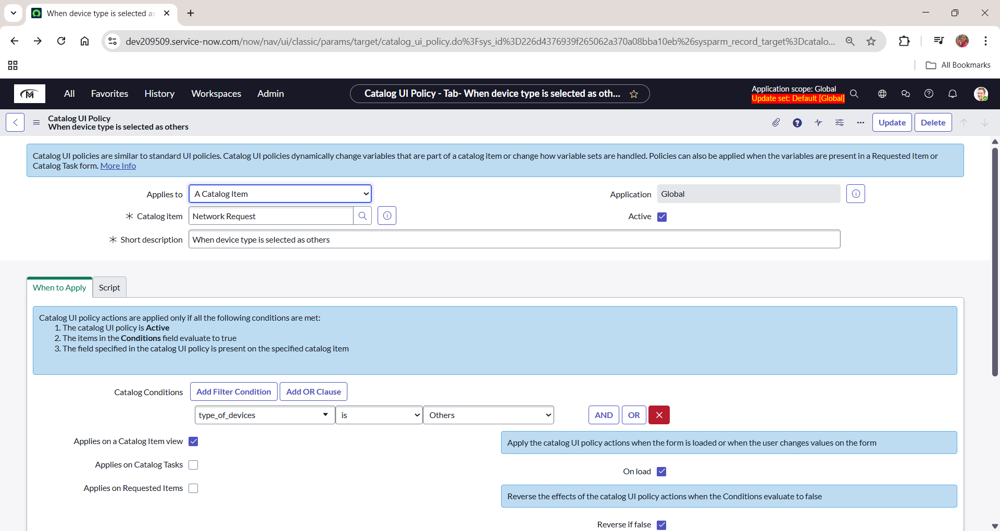 When device type is selected as
dev209509.service-now.com/now/nav/ui/classic/params/target/catalog_ui_policy.do%3Fsys_id%3D226d4376939f265062a370a08bba10eb%26sysparm_record_target%3Dcatalo...
All Bookmarks
M
All
Favorites
History
Workspaces
Admin
Catalog UI Policy - Tab- When device type is selected as oth...
Application scope: Global
Update set: Default [Global]
Catalog UI Policy
When device type is selected as others
Update
Delete
Catalog UI policies are similar to standard UI policies. Catalog UI policies dynamically change variables that are part of a catalog item or change how variable sets are handled. Policies can also be applied when the variables are present in a Requested Item or
Catalog Task form. More Info
Applies to
A Catalog Item
Application
Global
Catalog item
Network Request
Active
Short description
When device type is selected as others
When to Apply
Script
Catalog UI policy actions are applied only if all the following conditions are met:
1. The catalog UI policy is Active
2. The items in the Conditions field evaluate to true
3. The field specified in the catalog UI policy is present on the specified catalog item
Catalog Conditions
Add Filter Condition
Add OR Clause
type_of_devices
is
Others
AND
OR
Applies on a Catalog Item view
Apply the catalog UI policy actions when the form is loaded or when the user changes values on the form
Applies on Catalog Tasks
On load
Applies on Requested Items
Reverse the effects of the catalog UI policy actions when the Conditions evaluate to false
Reverse if false